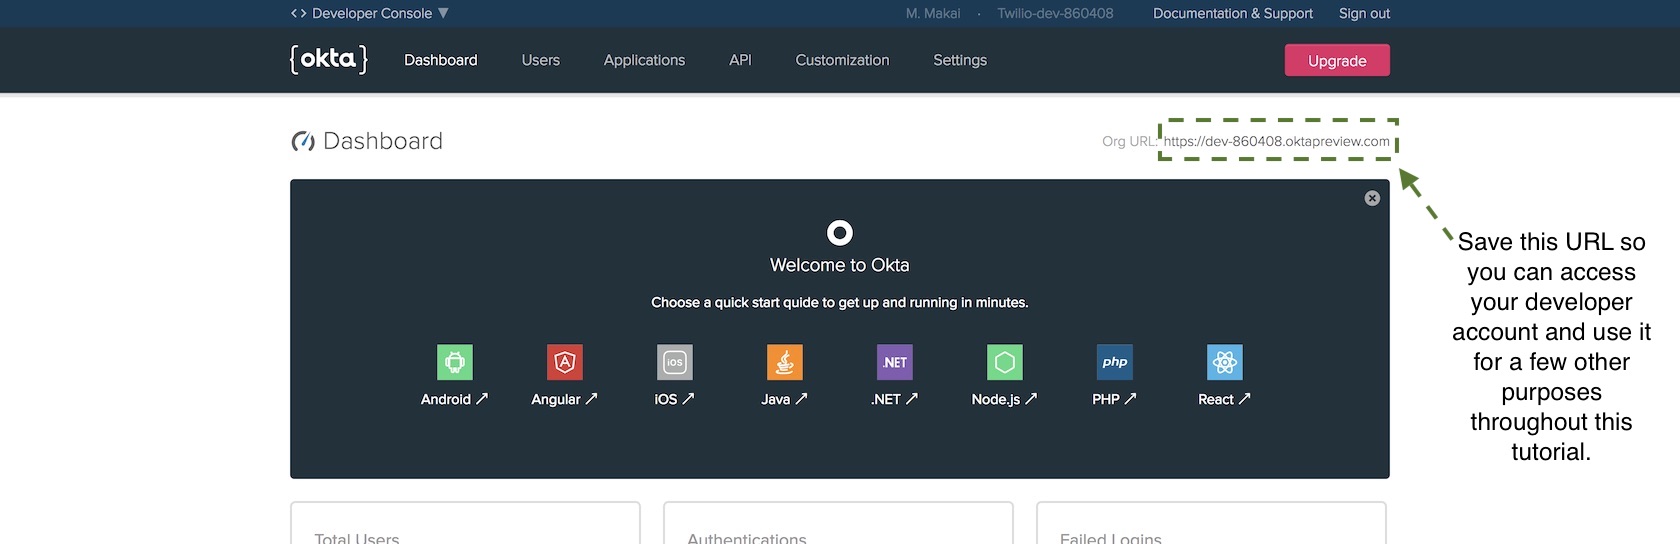 <> Developer Console ▼ M. Makai · Twilio-dev-860408 Documentation & Support Sign out
{okta} Dashboard Users Applications API Customization Settings Upgrade
Dashboard Org URL: https://dev-860408.oktapreview.com
Welcome to Okta
Choose a quick start guide to get up and running in minutes.
iOS .NET php
Android ↗ Angular ↗ iOS ↗ Java ↗ .NET ↗ Node.js ↗ PHP ↗ React ↗
Save this URL so
you can access
your developer
account and use it
for a few other
purposes
throughout this
tutorial.
Total Users Authentications Failed Logins